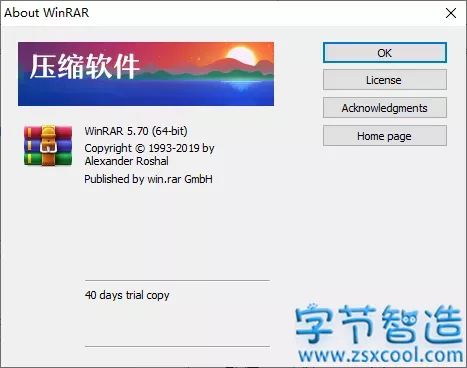 About WinRAR
压缩软件
OK
License
Acknowledgments
Home page
WinRAR 5.70 (64-bit)
Copyright © 1993-2019 by
Alexander Roshal
Published by win.rar GmbH
40 days trial copy
字节智造
www.zsxcool.com